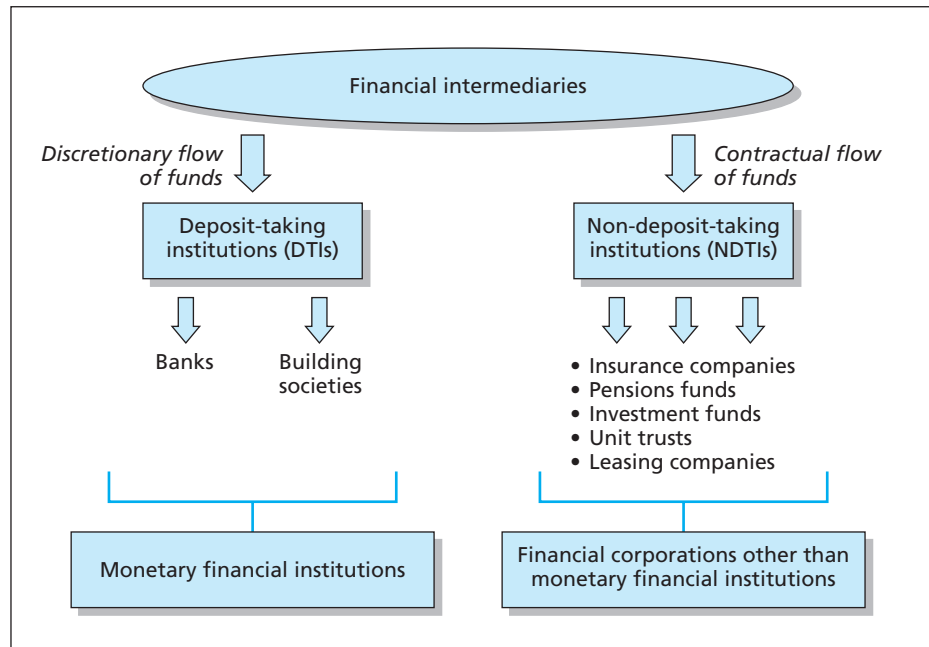 Financial intermediaries
Discretionary flow
of funds
Contractual flow
of funds
Deposit-taking
institutions (DTIs)
Non-deposit-taking
institutions (NDTIs)
Banks
Building
societies
• Insurance companies
• Pensions funds
• Investment funds
• Unit trusts
• Leasing companies
Monetary financial institutions
Financial corporations other than
monetary financial institutions